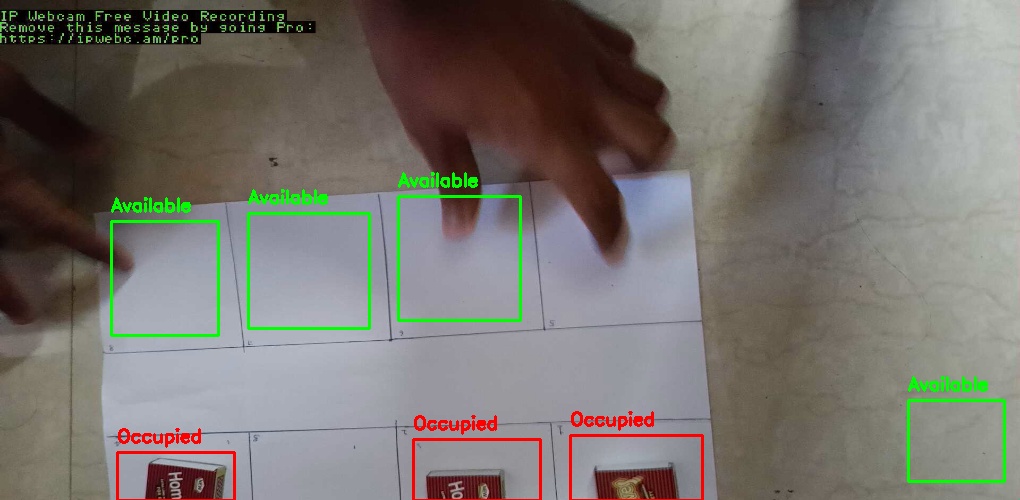 IP Webcam Free Video Recording
Remove this message by going Pro:
https://ipwebc.am/pro
Available
Available
Available
Available
Occupied
Occupied
Occupied
Hom
Hom